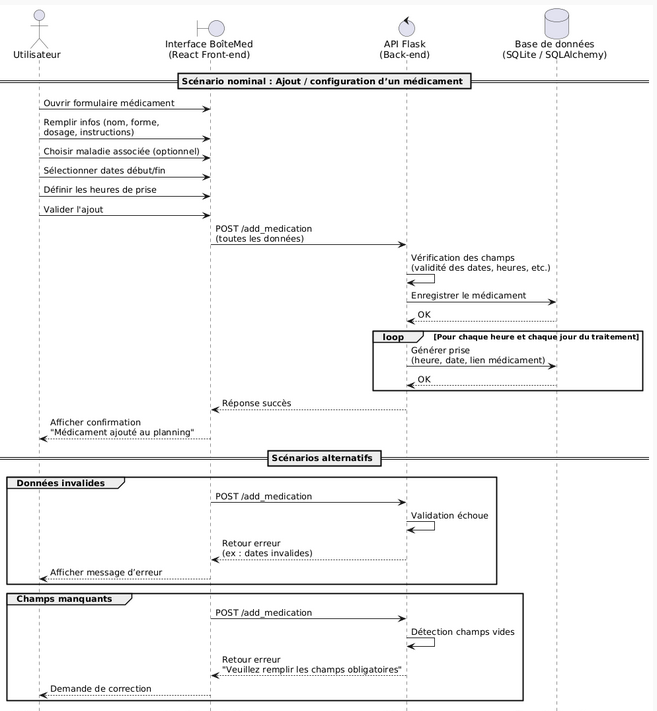 Utilisateur
Interface BoîteMed
(React Front-end)
API Flask
(Back-end)
Base de données
(SQLite / SQLAlchemy)
Scénario nominal : Ajout / configuration d'un médicament
Ouvrir formulaire médicament
Remplir infos (nom, forme,
dosage, instructions)
Choisir maladie associée (optionnel)
Sélectionner dates début/fin
Définir les heures de prise
Valider l'ajout
POST /add_medication
(toutes les données)
Vérification des champs
(validité des dates, heures, etc.)
Enregistrer le médicament
OK
loop
[Pour chaque heure et chaque jour du traitement]
Générer prise
(heure, date, lien médicament)
OK
Réponse succès
Afficher confirmation
"Médicament ajouté au planning"
Scénarios alternatifs
Données invalides
POST /add_medication
Validation échoue
Retour erreur
(ex : dates invalides)
Afficher message d'erreur
Champs manquants
POST /add_medication
Détection champs vides
Retour erreur
"Veuillez remplir les champs obligatoires"
Demande de correction